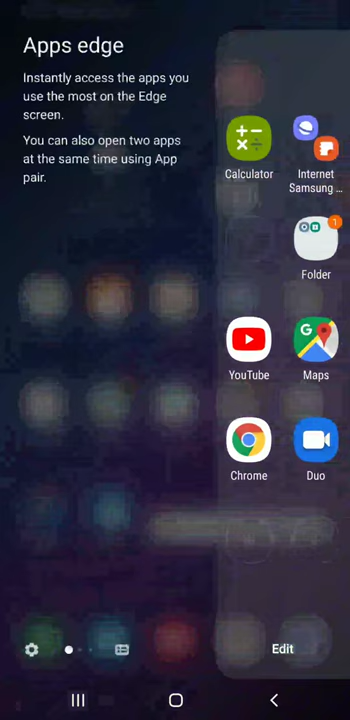 Apps edge
Instantly access the apps you
use the most on the Edge
screen.
You can also open two apps
at the same time using App
pair.
Calculator
Internet
Samsung ...
1
Folder
YouTube
G
Maps
Chrome
Duo
Edit